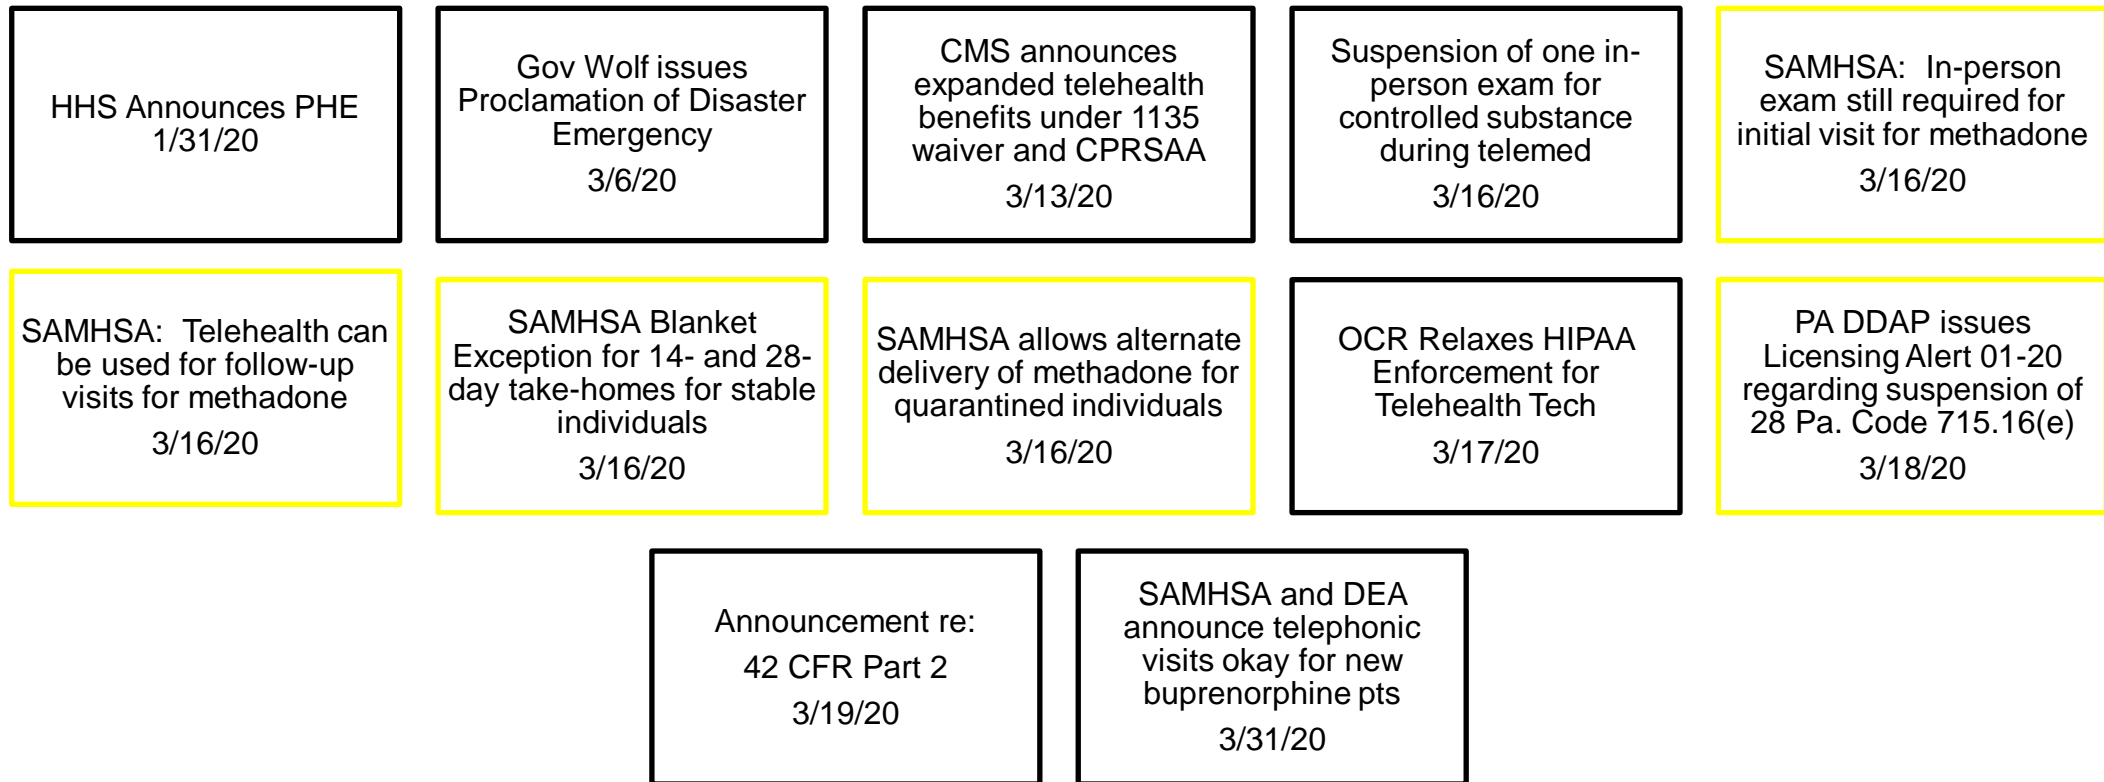 HHS Announces PHE
1/31/20
Gov Wolf issues
Proclamation of Disaster
Emergency
3/6/20
CMS announces
expanded telehealth
benefits under 1135
waiver and CPRSAA
3/13/20
Suspension of one in-
person exam for
controlled substance
during telemed
3/16/20
SAMHSA: In-person
exam still required for
initial visit for methadone
3/16/20
SAMHSA: Telehealth can
be used for follow-up
visits for methadone
3/16/20
SAMHSA Blanket
Exception for 14- and 28-
day take-homes for stable
individuals
3/16/20
SAMHSA allows alternate
delivery of methadone for
quarantined individuals
3/16/20
OCR Relaxes HIPAA
Enforcement for
Telehealth Tech
3/17/20
PA DDAP issues
Licensing Alert 01-20
regarding suspension of
28 Pa. Code 715.16(e)
3/18/20
Announcement re:
42 CFR Part 2
3/19/20
SAMHSA and DEA
announce telephonic
visits okay for new
buprenorphine pts
3/31/20